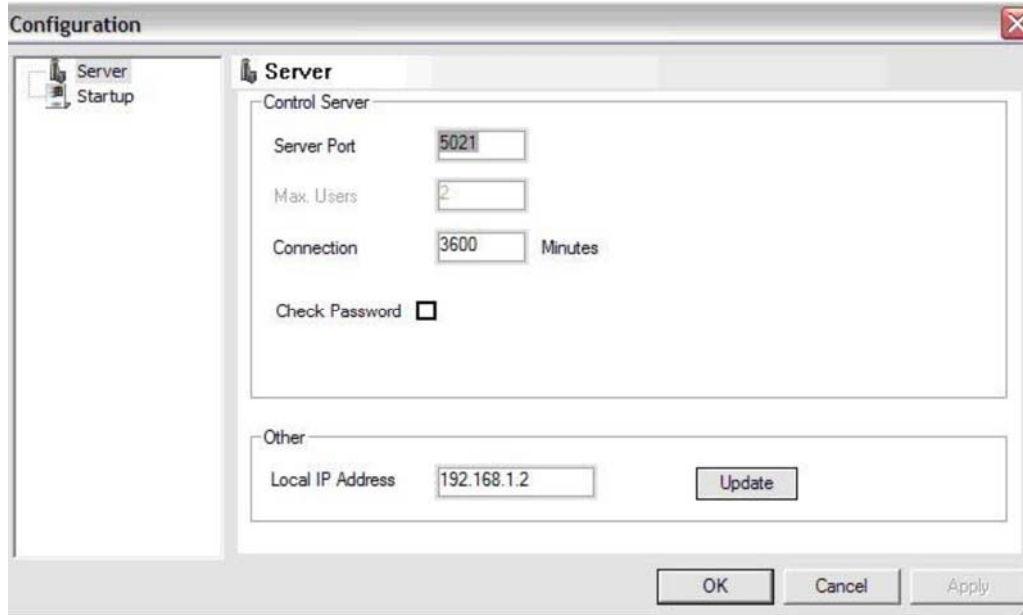 Configuration
Server
Startup
Server
Control Server
Server Port 5021
Max. Users 2
Connection 3600 Minutes
Check Password
Other
Local IP Address 192.168.1.2 Update
OK Cancel Apply